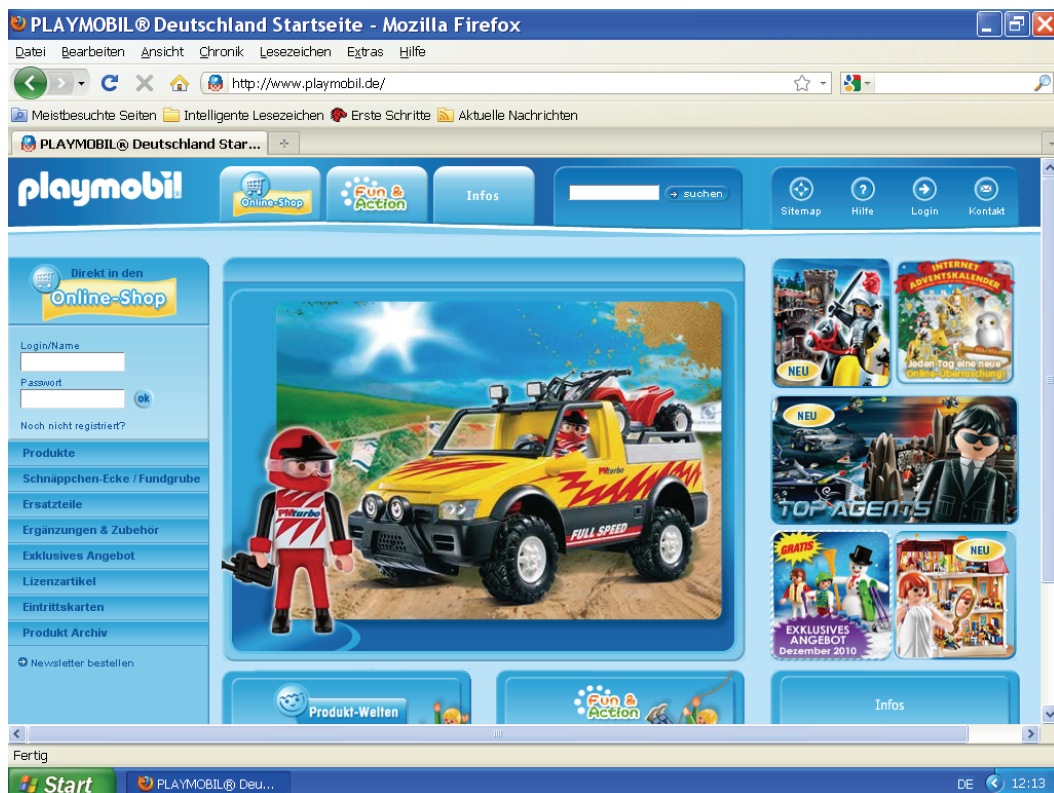 PLAYMOBIL® Deutschland Startseite - Mozilla Firefox
Datei Bearbeiten Ansicht Chronik Lesezeichen Extras Hilfe
http://www.playmobil.de/
Meistbesuchte Seiten Intelligente Lesezeichen Erste Schritte Aktuelle Nachrichten
PLAYMOBIL® Deutschland Star...
playmobil
Online-Shop
Fun &
Action
Infos
suchen
Sitemap Hilfe Login Kontakt
Direkt in den
Online-Shop
Login/Name
Passwort
ok
Noch nicht registriert?
Produkte
Schnäppchen-Ecke / Fundgrube
Ersatzteile
Ergänzungen & Zubehör
Exklusives Angebot
Lizenzartikel
Eintrittskarten
Produkt Archiv
Newsletter bestellen
PMturbo
PMturbo
FULL SPEED
NEU
INTERNET
ADVENTSKALENDER
Jeden Tag eine neue
Online-Überraschung!
NEU
TOP AGENTS
GRATIS
EXKLUSIVES
ANGEBOT
Dezember 2010
NEU
Produkt-Welten
Fun &
Action
Infos
Fertig
Start
PLAYMOBIL® Deu...
DE 12:13